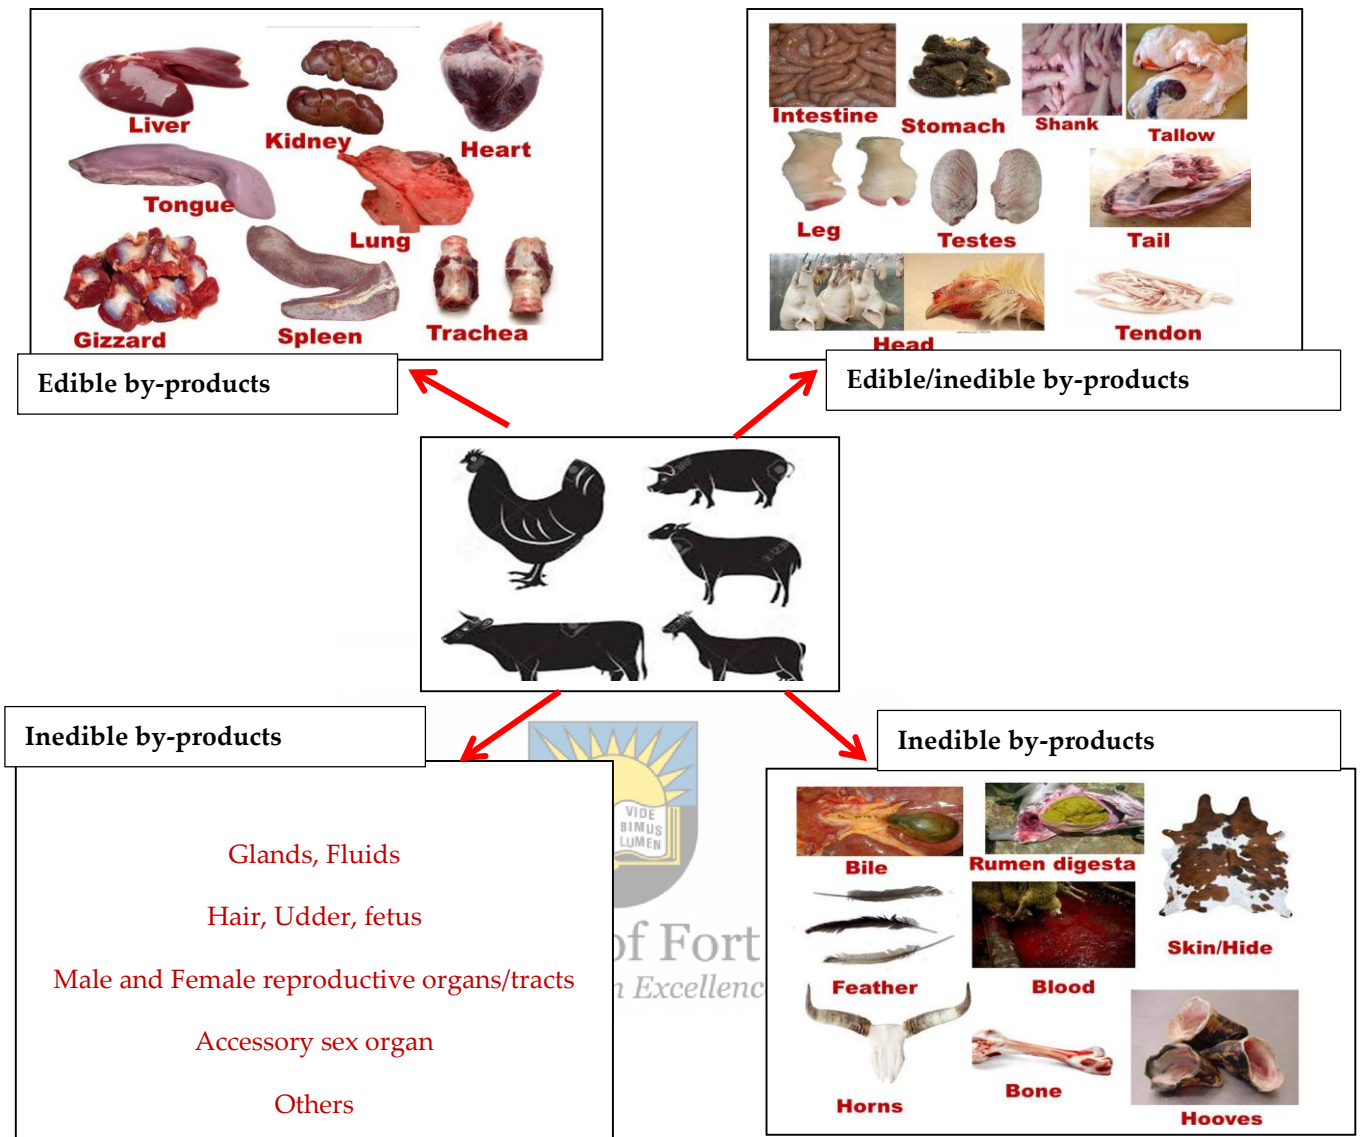 Liver
Kidney
Heart
Tongue
Lung
Gizzard
Spleen
Trachea
Edible by-products
Intestine
Stomach
Shank
Tallow
Leg
Testes
Tail
Head
Tendon
Edible/inedible by-products
Inedible by-products
Glands, Fluids
Hair, Udder, fetus
Male and Female reproductive organs/tracts
Accessory sex organ
Others
VIDE
BIMUS
LUMEN
of Fort
Excellenc
Inedible by-products
Bile
Rumen digesta
Skin/Hide
Feather
Blood
Horns
Bone
Hooves